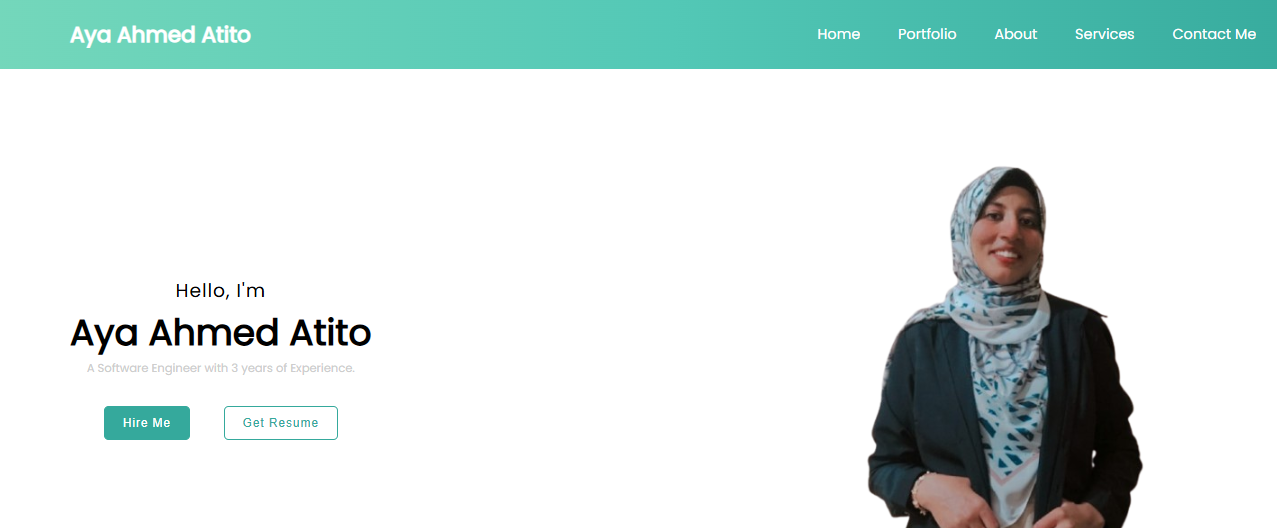 Aya Ahmed Atito
Home Portfolio About Services Contact Me
Hello, I'm
Aya Ahmed Atito
A Software Engineer with 3 years of Experience.
Hire Me Get Resume